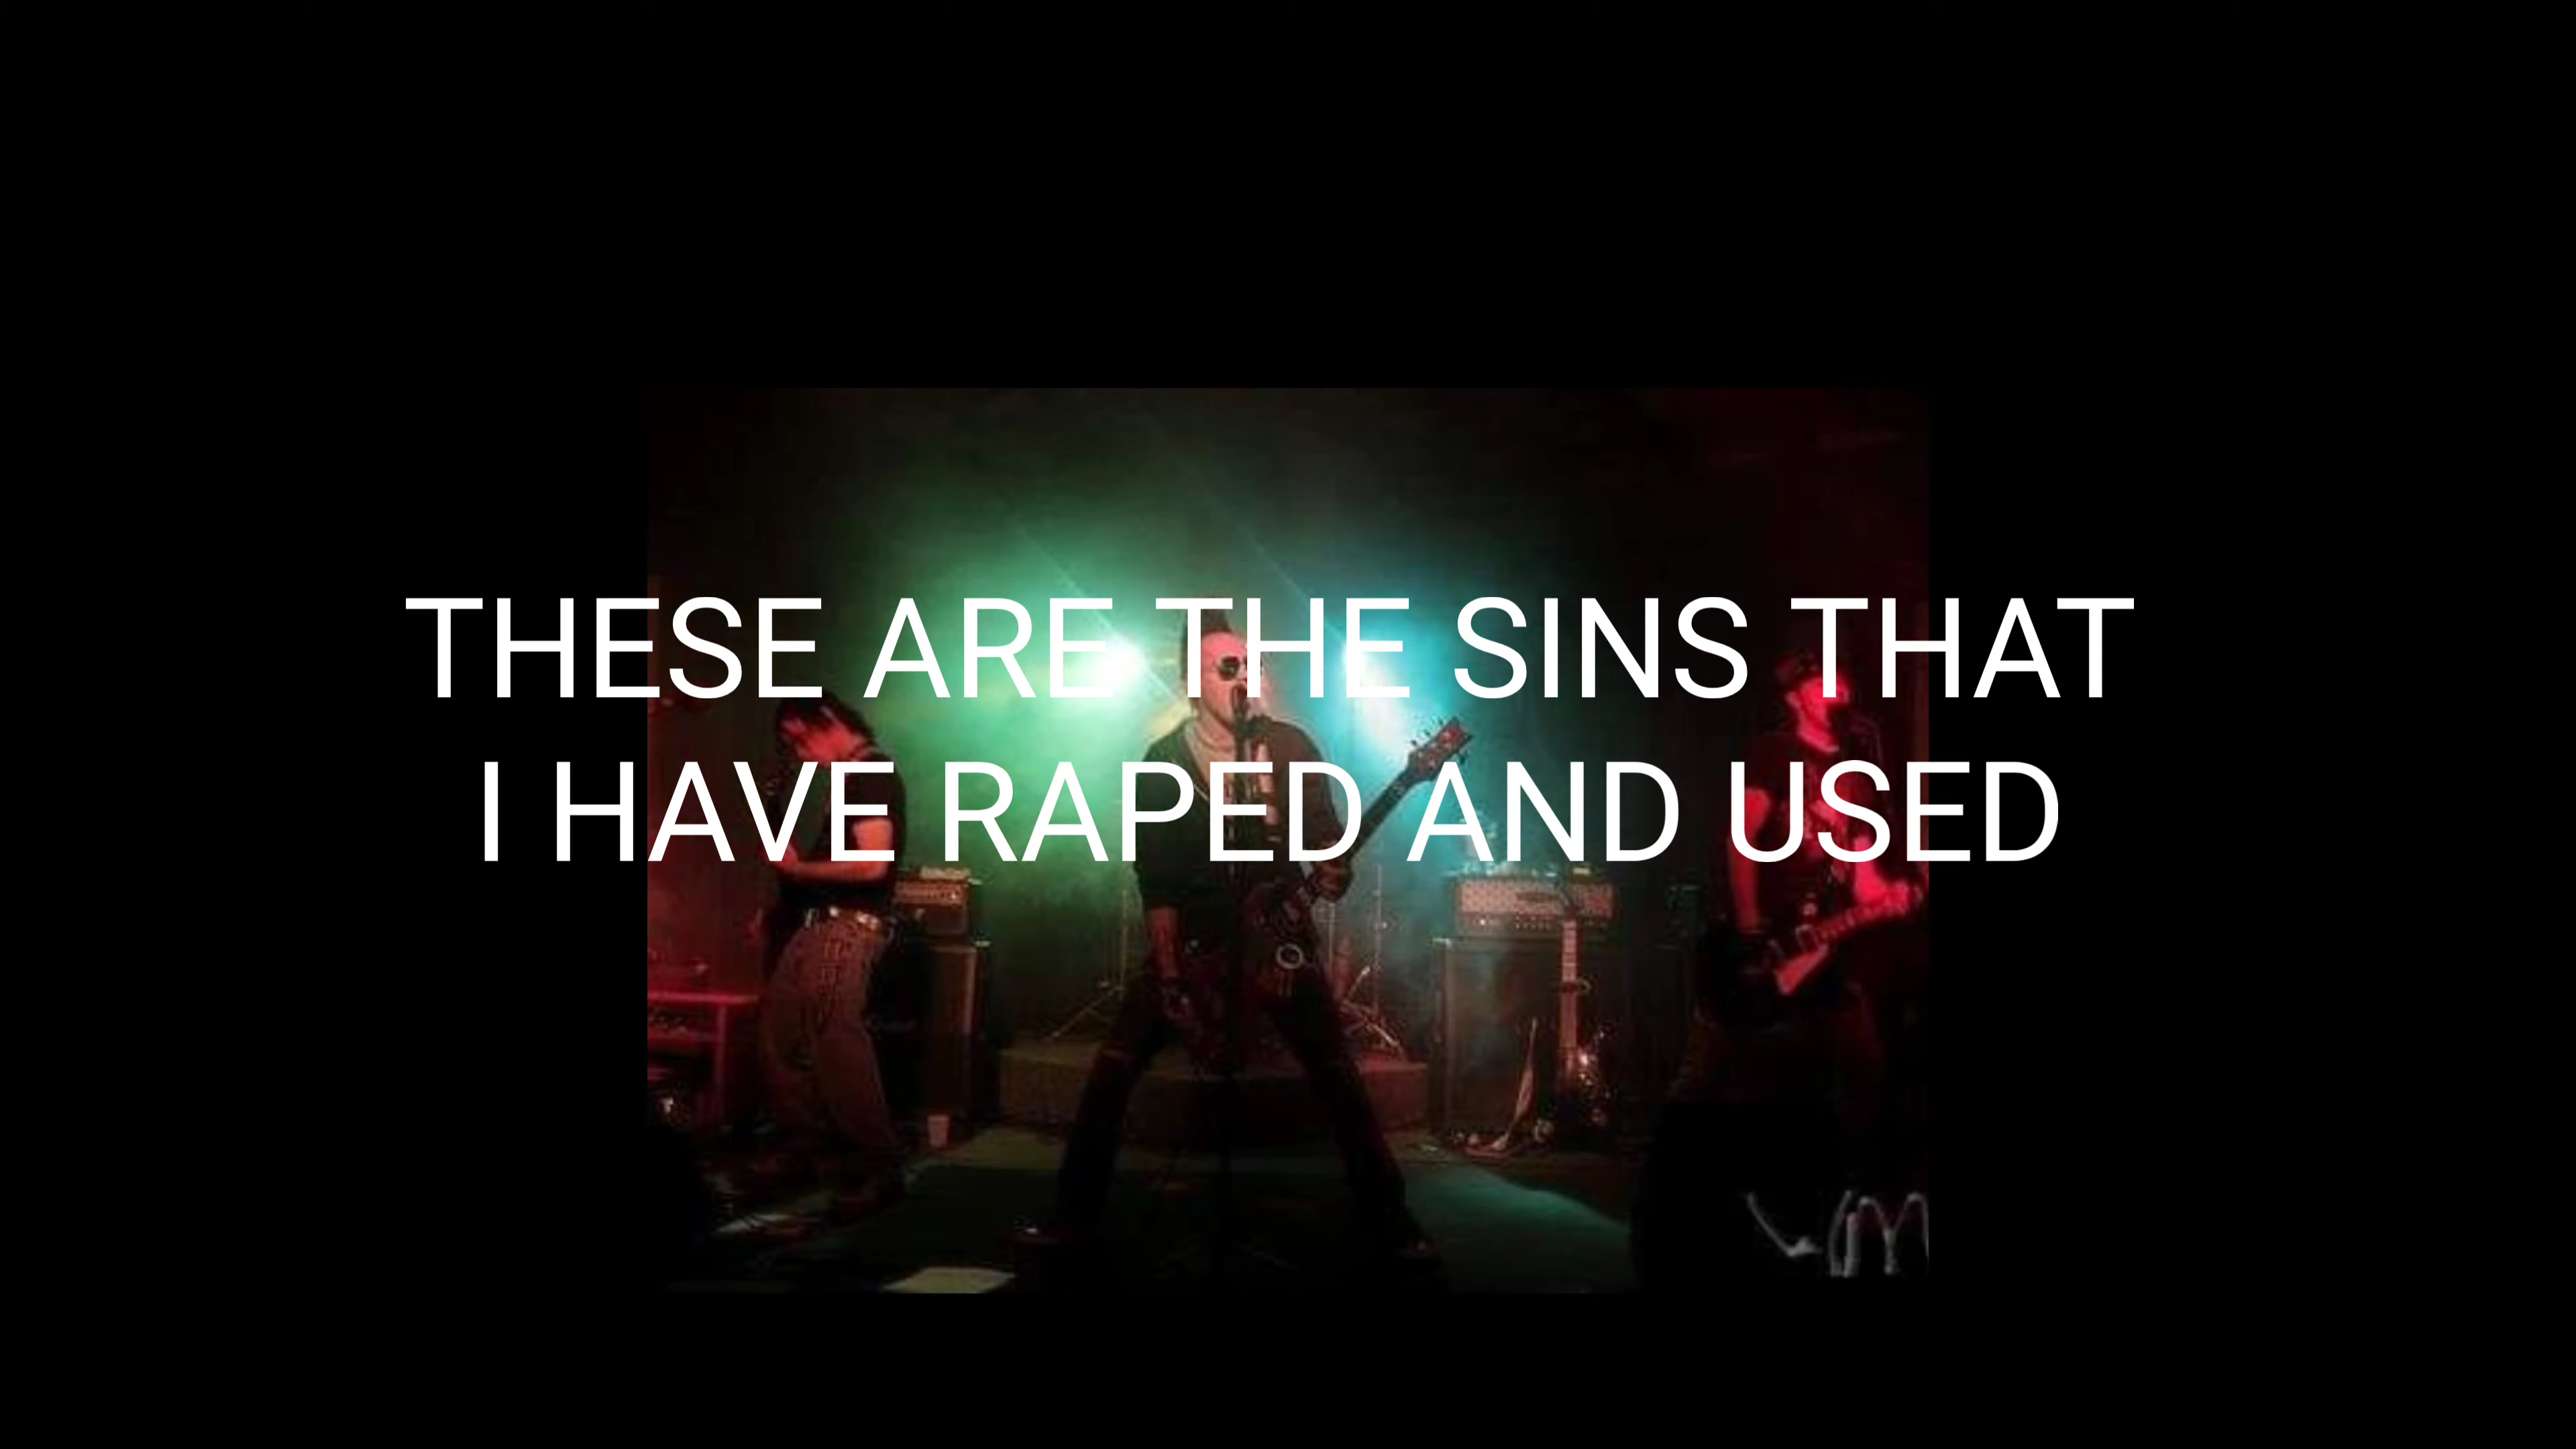 THESE ARE THE SINS THAT
I HAVE RAPED AND USED